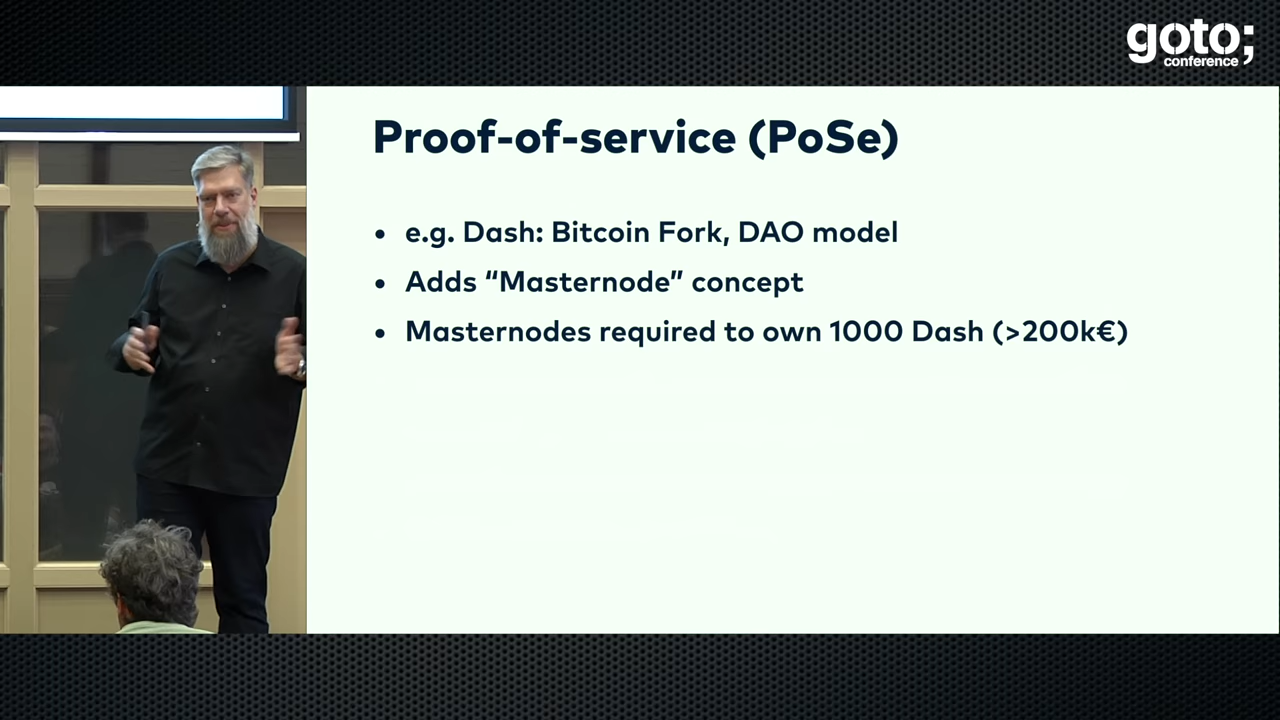 goto;
conference
Proof-of-service (PoSe)
• e.g. Dash: Bitcoin Fork, DAO model
• Adds “Masternode” concept
• Masternodes required to own 1000 Dash (>200k€)